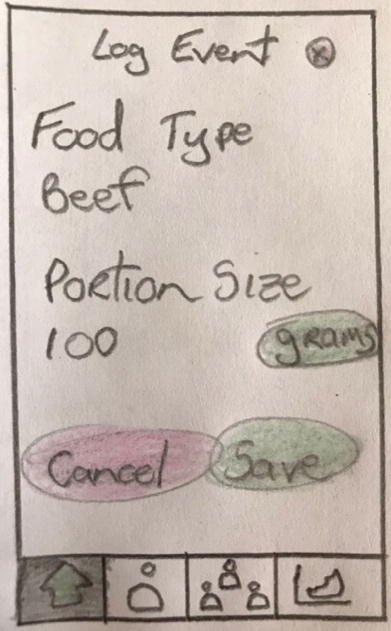 Log Event
Food Type
Beef
Portion Size
100 grams
Cancel Save